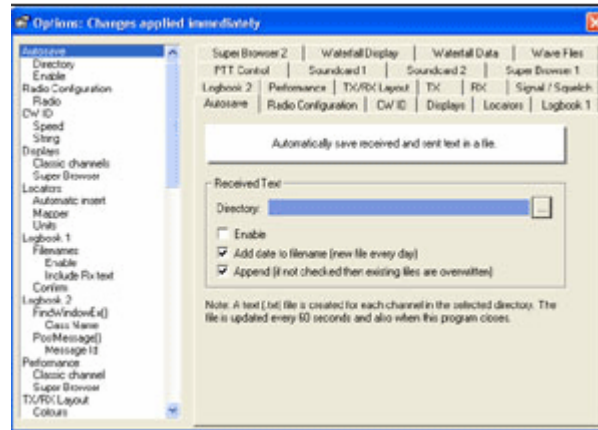 Options: Changes applied immediately
Autosave
Directory
Enable
Radio Configuration
Radio
CW ID
Speed
String
Displays
Classic channels
Super Browser
Locators
Automatic insert
Mapper
Units
Logbook 1
Filenames
Enable
Include Rx text
Confirm
Logbook 2
FindWindowEx()
Class Name
PostMessage()
Message Id
Performance
Classic channel
Super Browser
TX/RX Layout
Colours
Super Browser 2 Waterfall Display Waterfall Data Wave Files
PTT Control Soundcard 1 Soundcard 2 Super Browser 1
Logbook 2 Performance TX/RX Layout TX RX Signal / Squelch
Autosave Radio Configuration CW ID Displays Locators Logbook 1
Automatically save received and sent text in a file.
Received Text
Directory:
...
Enable
Add date to filename (new file every day)
Append (if not checked then existing files are overwritten)
Note: A text (.txt) file is created for each channel in the selected directory. The
file is updated every 60 seconds and also when this program closes.